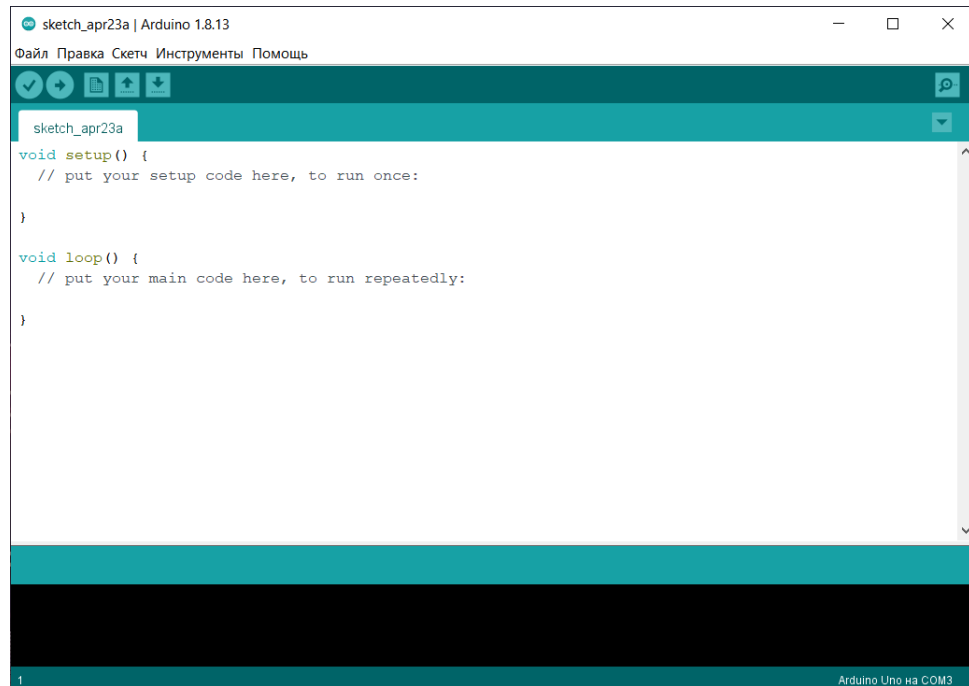 sketch_apr23a | Arduino 1.8.13
Файл Правка Скетч Инструменты Помощь
sketch_apr23a
void setup() {
  // put your setup code here, to run once:
}
void loop() {
  // put your main code here, to run repeatedly:
}
1
Arduino Uno на COM3